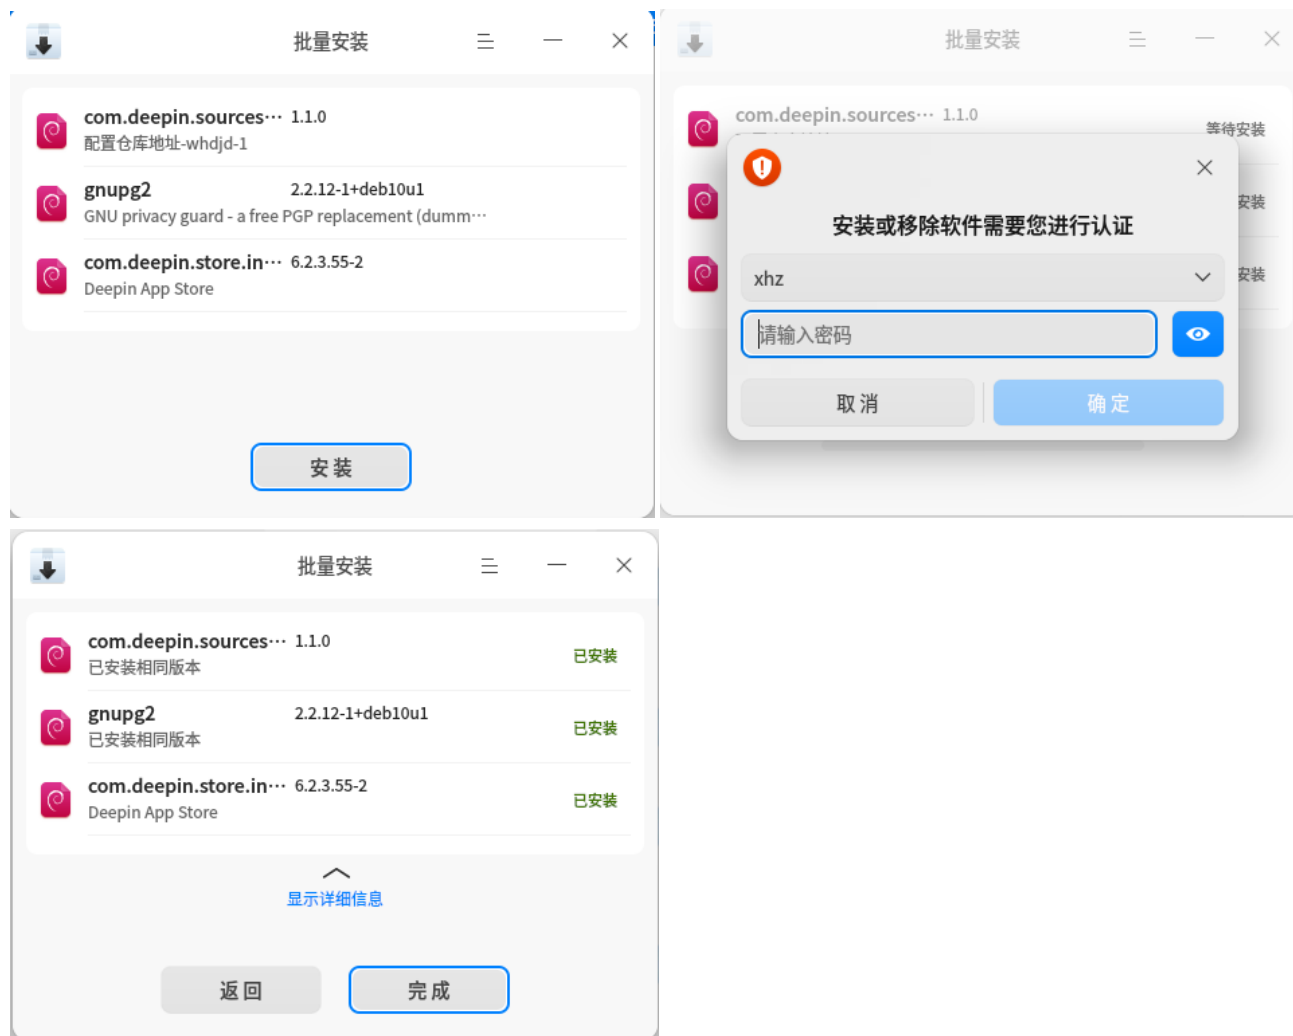 批量安装
com.deepin.sources··· 1.1.0
配置仓库地址-whdjd-1
gnupg2 2.2.12-1+deb10u1
GNU privacy guard - a free PGP replacement (dumm···
com.deepin.store.in··· 6.2.3.55-2
Deepin App Store
安装
批量安装
com.deepin.sources··· 1.1.0
等待安装
安装
安装
安装或移除软件需要您进行认证
xhz
请输入密码
取消
确定
批量安装
com.deepin.sources··· 1.1.0
已安装相同版本
已安装
gnupg2 2.2.12-1+deb10u1
已安装相同版本
已安装
com.deepin.store.in··· 6.2.3.55-2
Deepin App Store
已安装
显示详细信息
返回
完成